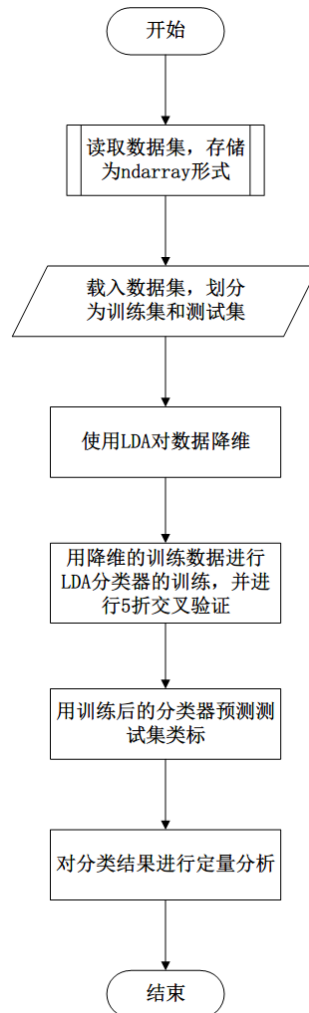 开始
读取数据集，存储
为ndarray形式
载入数据集，划分
为训练集和测试集
使用LDA对数据降维
用降维的训练数据进行
LDA分类器的训练，并进
行5折交叉验证
用训练后的分类器预测测
试集类标
对分类结果进行定量分析
结束